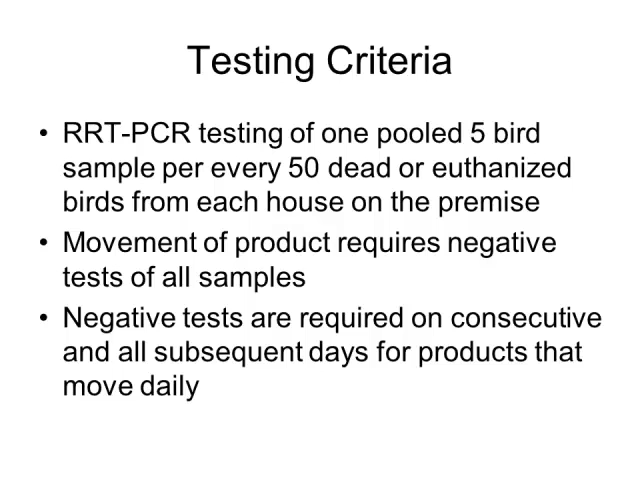 Testing Criteria
• RRT-PCR testing of one pooled 5 bird
sample per every 50 dead or euthanized
birds from each house on the premise
• Movement of product requires negative
tests of all samples
• Negative tests are required on consecutive
and all subsequent days for products that
move daily